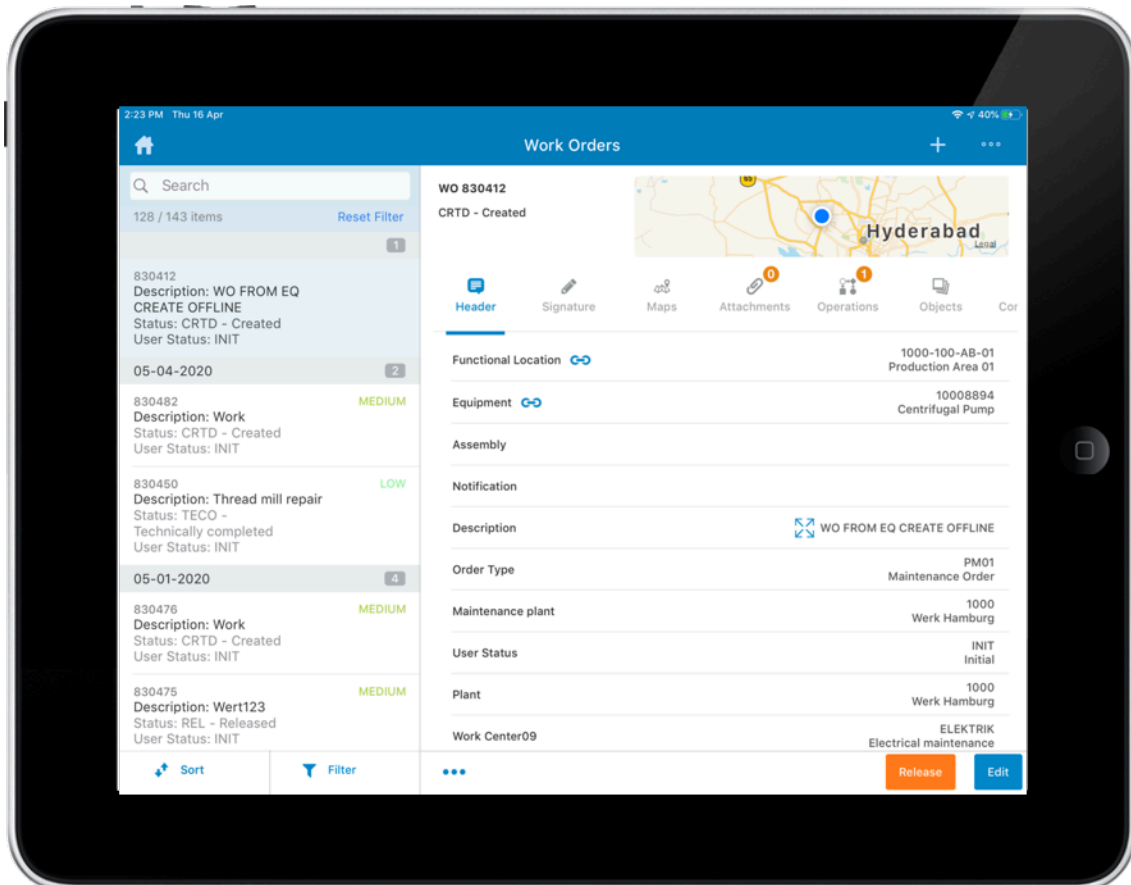 2:23 PM Thu 16 Apr
40%
Work Orders
Search
128 / 143 items
Reset Filter
1
830412
Description: WO FROM EQ
CREATE OFFLINE
Status: CRTD - Created
User Status: INIT
05-04-2020
2
830482
MEDIUM
Description: Work
Status: CRTD - Created
User Status: INIT
830450
LOW
Description: Thread mill repair
Status: TECO -
Technically completed
User Status: INIT
05-01-2020
4
830476
MEDIUM
Description: Work
Status: CRTD - Created
User Status: INIT
830475
MEDIUM
Description: Wert123
Status: REL - Released
User Status: INIT
Sort
Filter
WO 830412
CRTD - Created
65
Hyderabad
Legal
Header
Signature
Maps
0
Attachments
1
Operations
Objects
Cor
Functional Location
1000-100-AB-01
Production Area 01
Equipment
10008894
Centrifugal Pump
Assembly
Notification
Description
WO FROM EQ CREATE OFFLINE
Order Type
PM01
Maintenance Order
Maintenance plant
1000
Werk Hamburg
User Status
INIT
Initial
Plant
1000
Werk Hamburg
Work Center09
ELEKTRIK
Electrical maintenance
Release
Edit